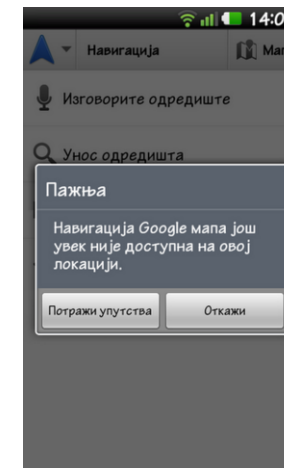 14:0
Навигација
Изговорите одредиште
Унос одредишта
Пажња
Навигација Google мапа још
увек није доступна на овој
локацији.
Потражи упутства
Откажи